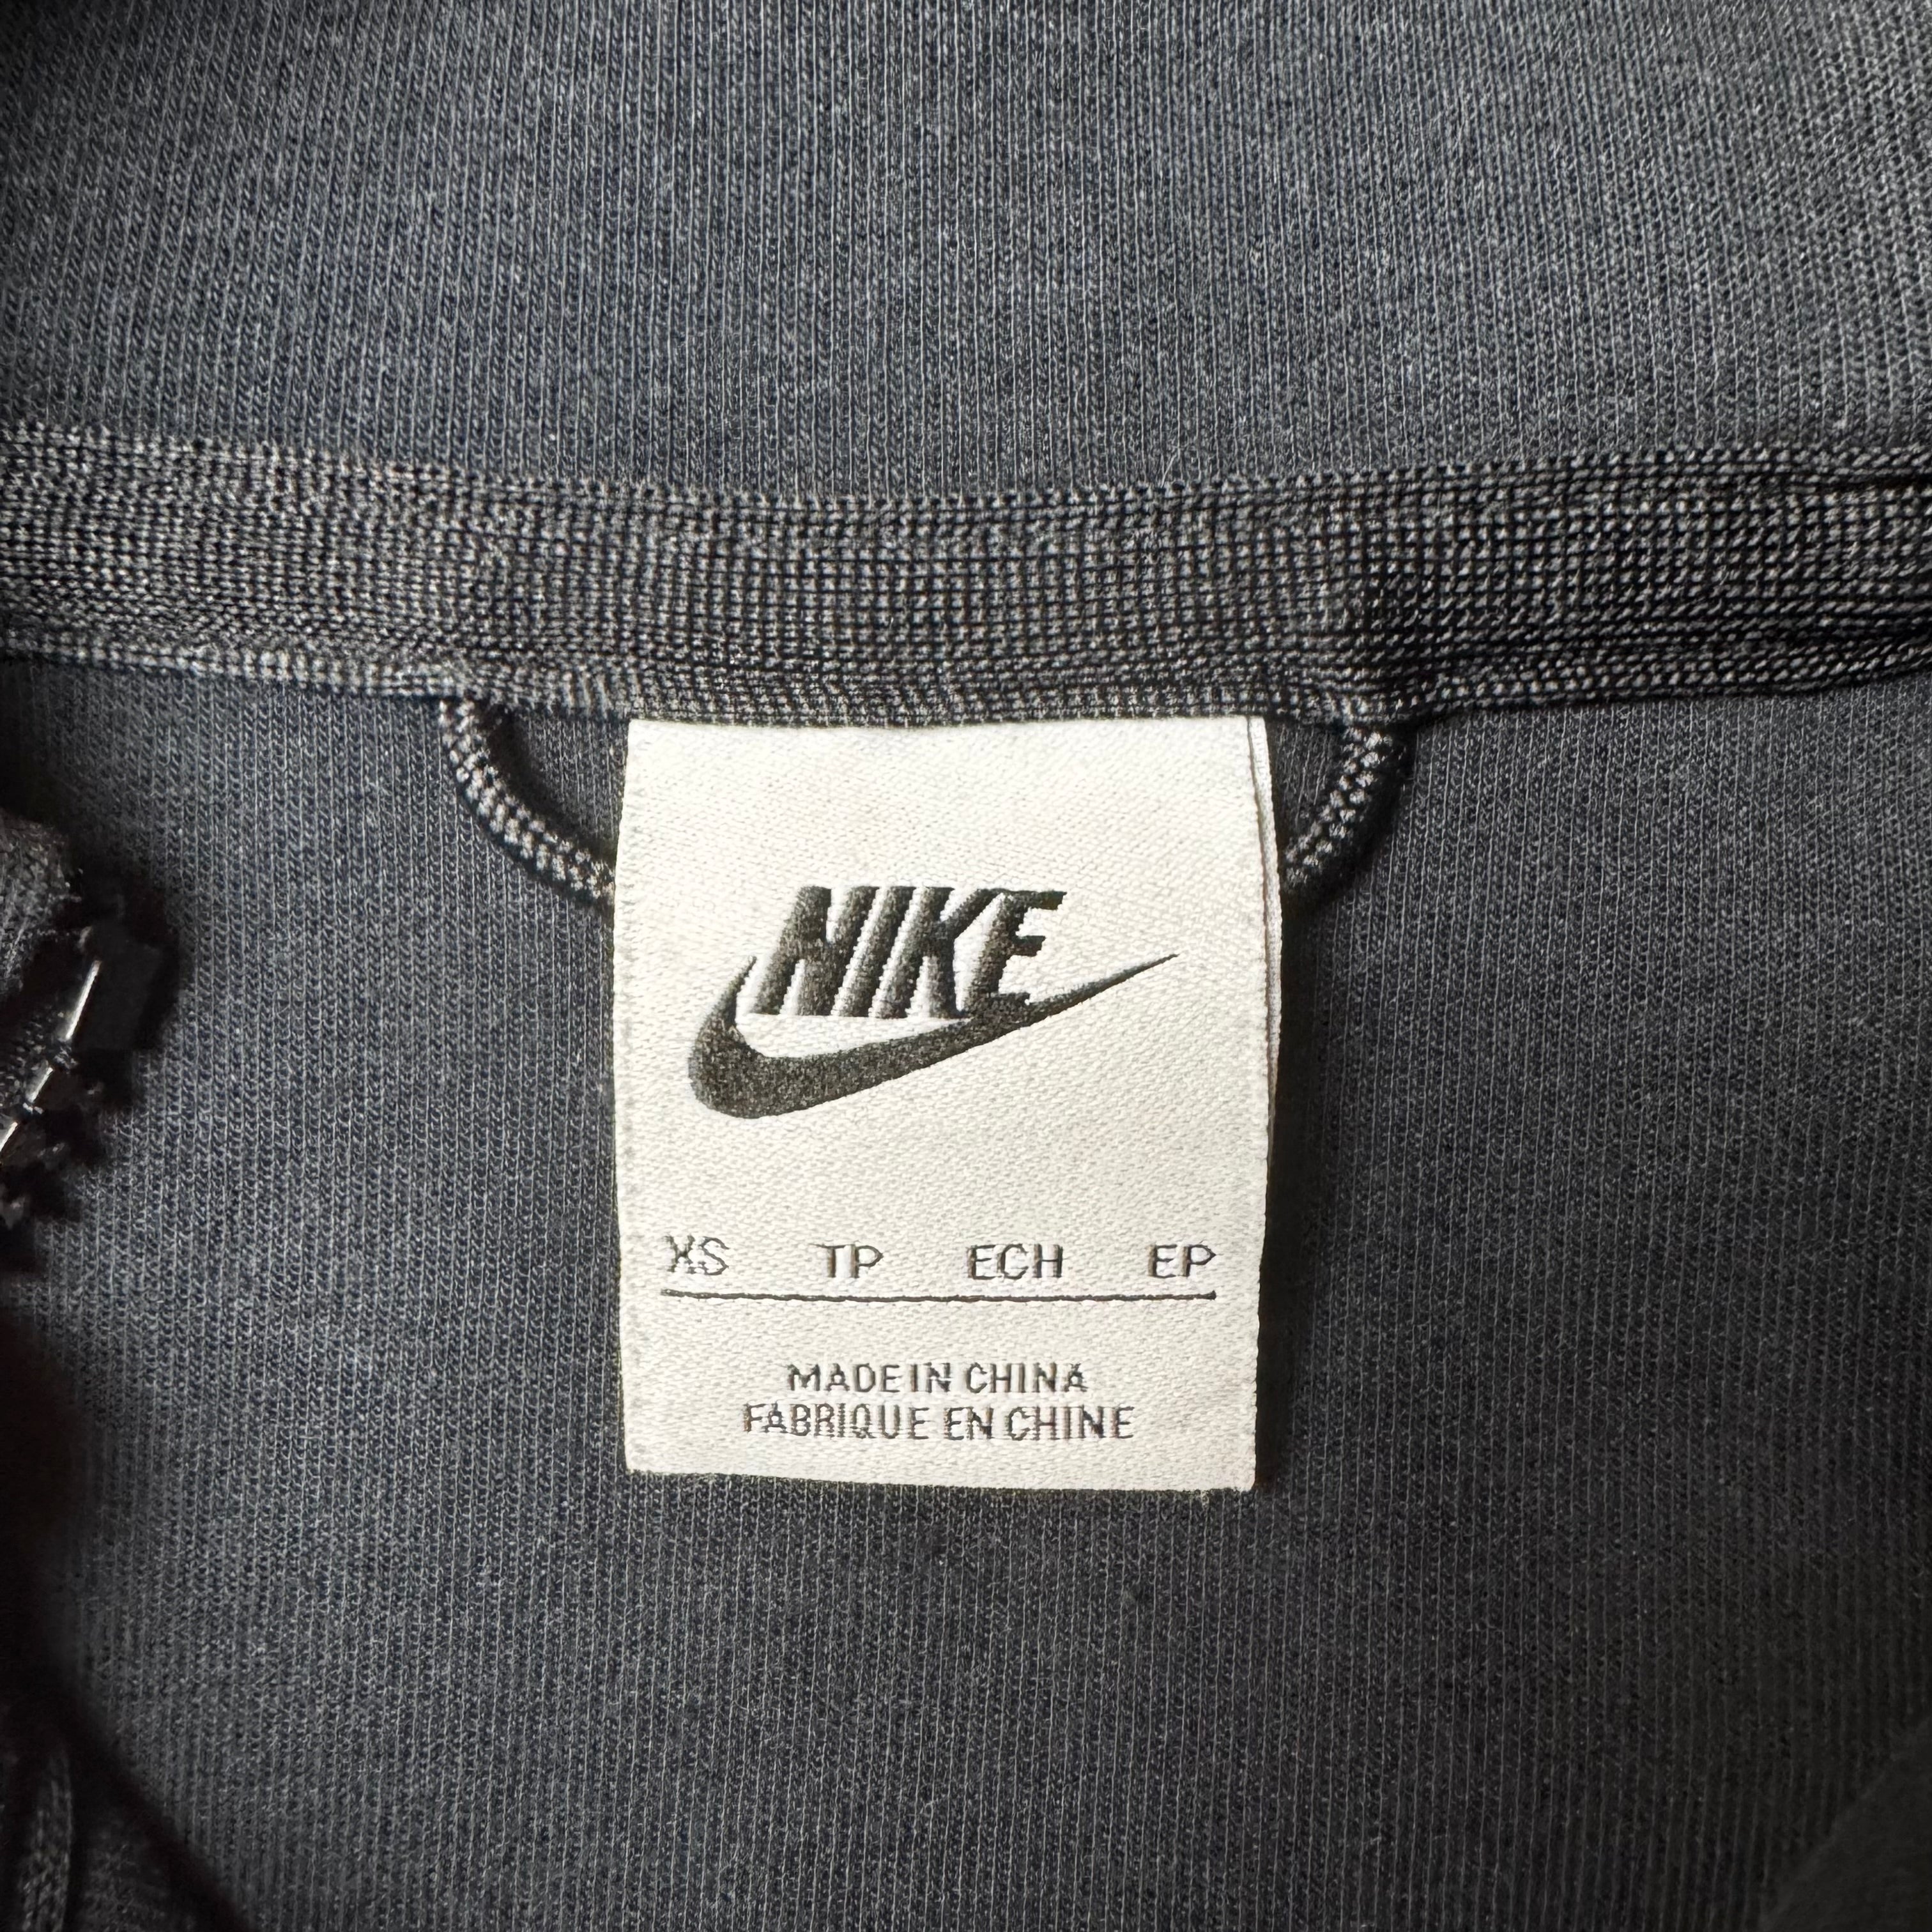 NIKE
XS TP ECH EP
MADE IN CHINA
FABRIQUE EN CHINE